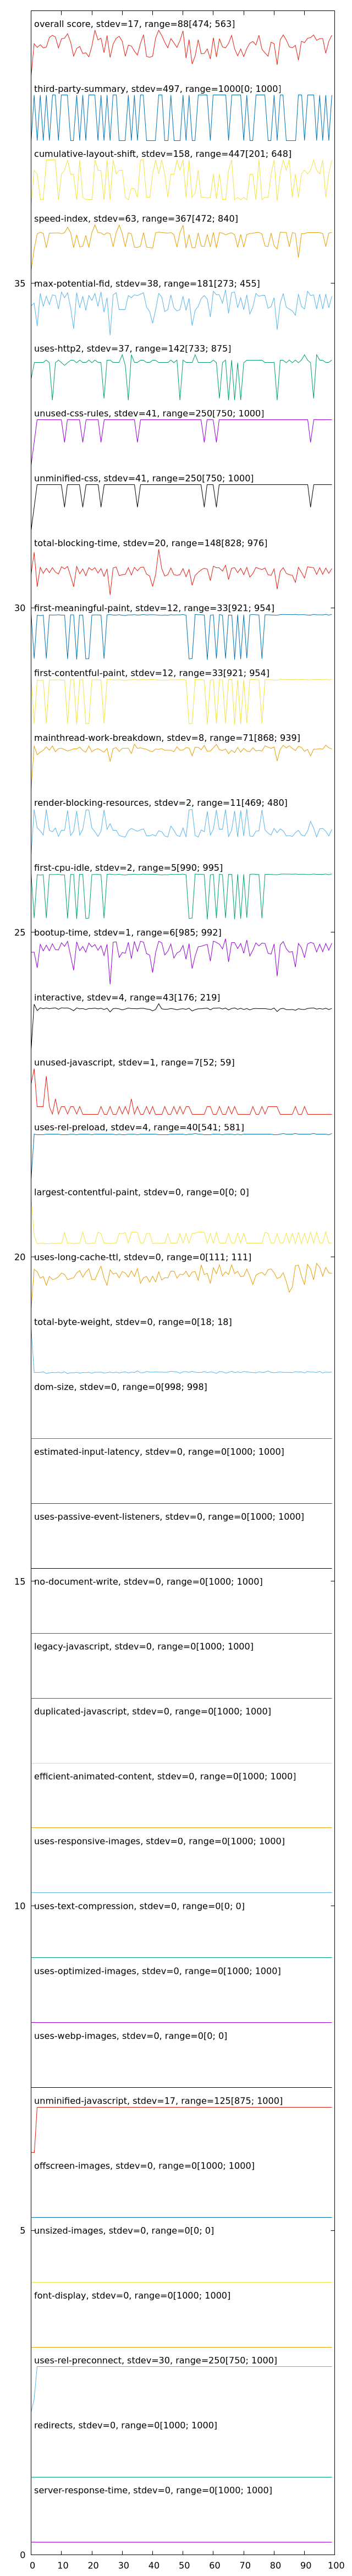 overall score, stdev=17, range=88[474; 563]
third-party-summary, stdev=497, range=1000[0; 1000]
cumulative-layout-shift, stdev=158, range=447[201; 648]
speed-index, stdev=63, range=367[472; 840]
35
max-potential-fid, stdev=38, range=181[273; 455]
uses-http2, stdev=37, range=142[733; 875]
unused-css-rules, stdev=41, range=250[750; 1000]
unminified-css, stdev=41, range=250[750; 1000]
total-blocking-time, stdev=20, range=148[828; 976]
30
first-meaningful-paint, stdev=12, range=33[921; 954]
first-contentful-paint, stdev=12, range=33[921; 954]
mainthread-work-breakdown, stdev=8, range=71[868; 939]
render-blocking-resources, stdev=2, range=11[469; 480]
first-cpu-idle, stdev=2, range=5[990; 995]
25
bootup-time, stdev=1, range=6[985; 992]
interactive, stdev=4, range=43[176; 219]
unused-javascript, stdev=1, range=7[52; 59]
uses-rel-preload, stdev=4, range=40[541; 581]
largest-contentful-paint, stdev=0, range=0[0; 0]
20
uses-long-cache-ttl, stdev=0, range=0[111; 111]
total-byte-weight, stdev=0, range=0[18; 18]
dom-size, stdev=0, range=0[998; 998]
estimated-input-latency, stdev=0, range=0[1000; 1000]
uses-passive-event-listeners, stdev=0, range=0[1000; 1000]
15
no-document-write, stdev=0, range=0[1000; 1000]
legacy-javascript, stdev=0, range=0[1000; 1000]
duplicated-javascript, stdev=0, range=0[1000; 1000]
efficient-animated-content, stdev=0, range=0[1000; 1000]
uses-responsive-images, stdev=0, range=0[1000; 1000]
10
uses-text-compression, stdev=0, range=0[0; 0]
uses-optimized-images, stdev=0, range=0[1000; 1000]
uses-webp-images, stdev=0, range=0[0; 0]
unminified-javascript, stdev=17, range=125[875; 1000]
offscreen-images, stdev=0, range=0[1000; 1000]
5
unsized-images, stdev=0, range=0[0; 0]
font-display, stdev=0, range=0[1000; 1000]
uses-rel-preconnect, stdev=30, range=250[750; 1000]
redirects, stdev=0, range=0[1000; 1000]
server-response-time, stdev=0, range=0[1000; 1000]
0
0 10 20 30 40 50 60 70 80 90 100